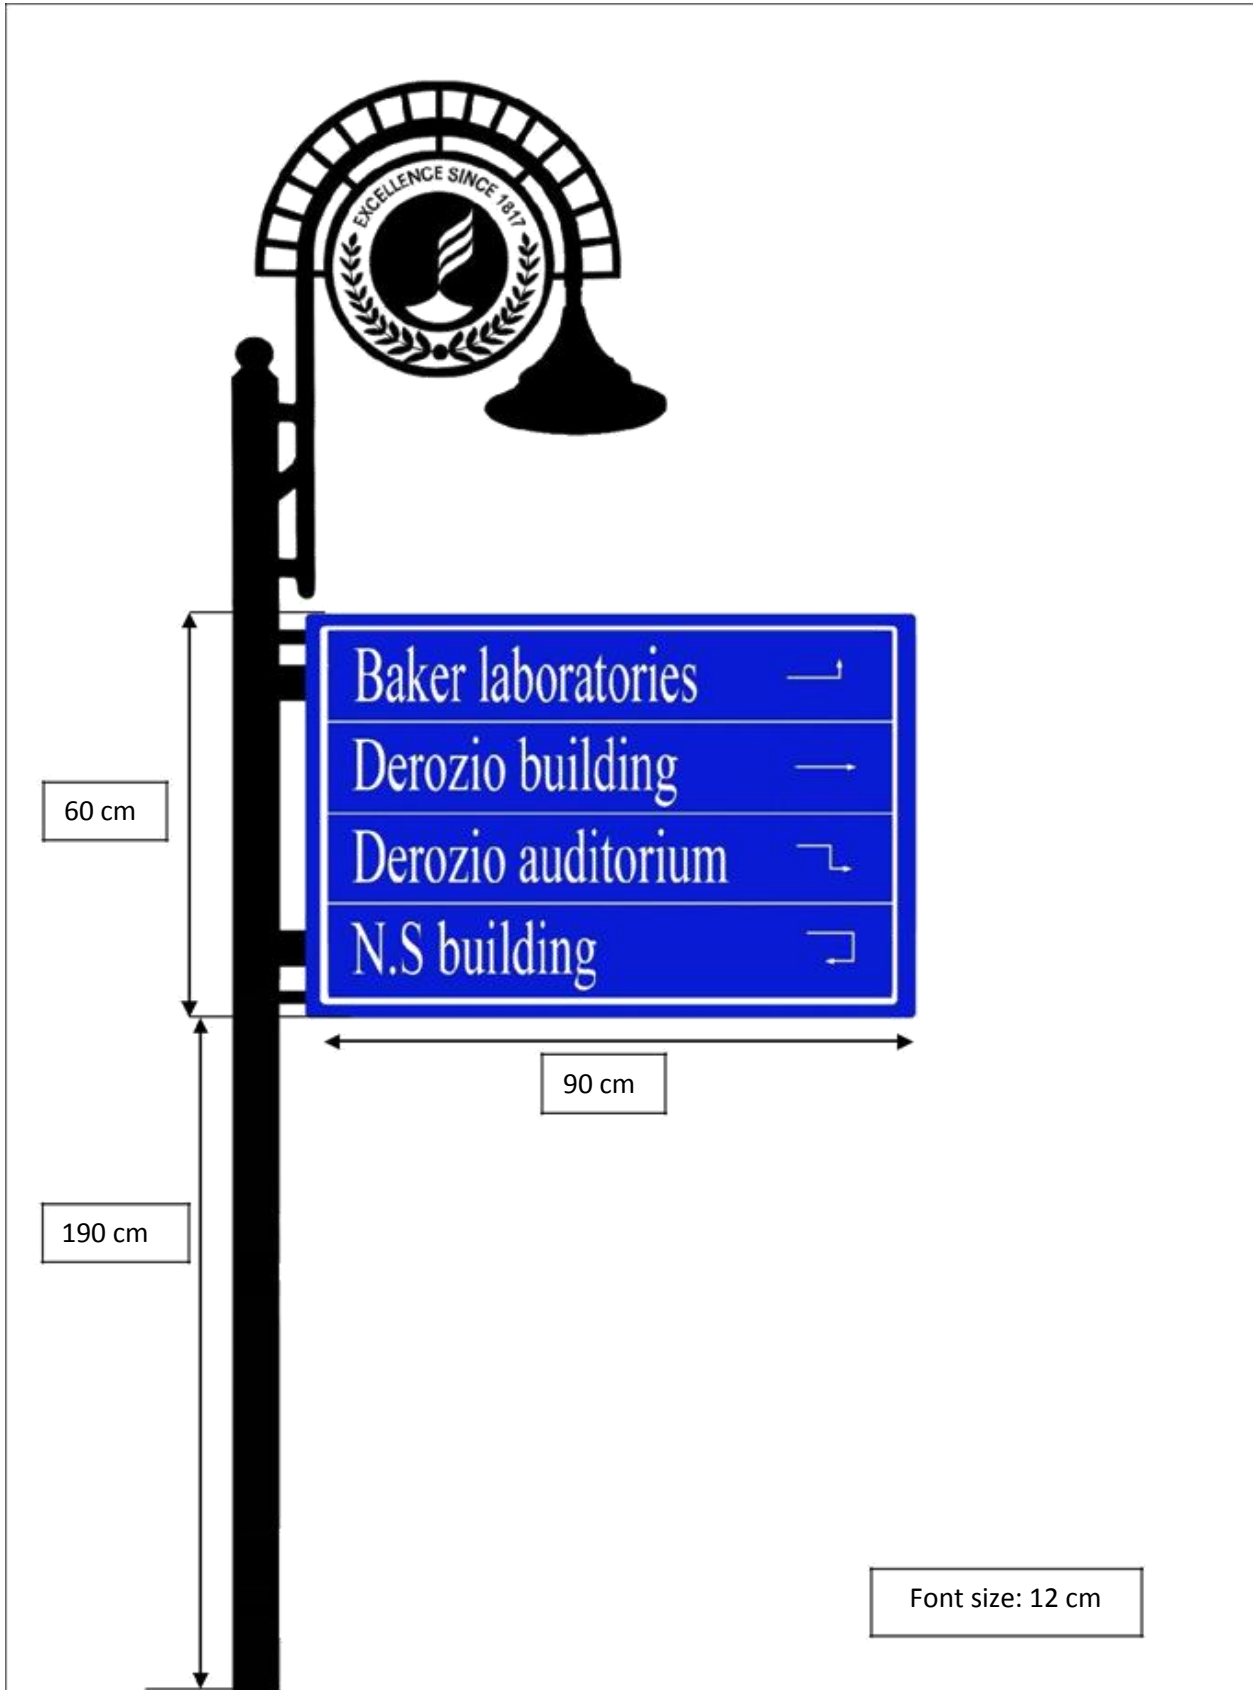 EXCELLENCE SINCE 1817
Baker laboratories
Derozio building
Derozio auditorium
N.S building
60 cm
90 cm
190 cm
Font size: 12 cm